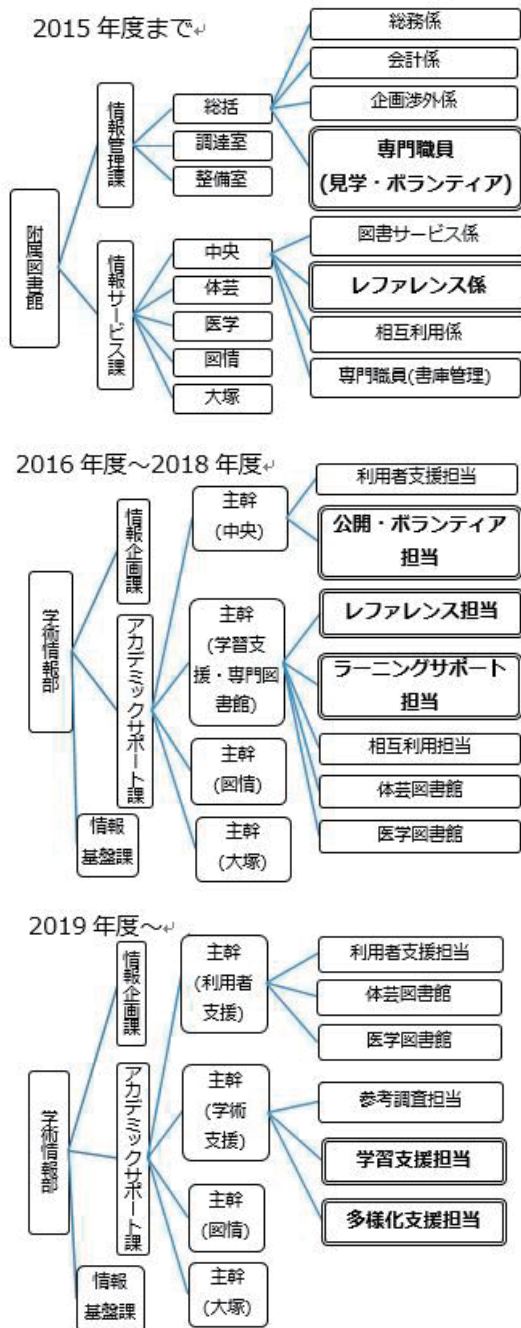 2015 年度まで
附属図書館
情報管理課
総括
調達室
整備室
総務係
会計係
企画渉外係
専門職員
(見学・ボランティア)
情報サービス課
中央
体芸
医学
図情
大塚
図書サービス係
レファレンス係
相互利用係
専門職員(書庫管理)
2016 年度～2018 年度
学術情報部
情報企画課
アカデミックサポート課
情報
基盤課
主幹
(中央)
利用者支援担当
公開・ボランティア
担当
主幹
(学習支
援・専門図
書館)
レファレンス担当
ラーニングサポート
担当
相互利用担当
体芸図書館
医学図書館
主幹
(図情)
主幹
(大塚)
2019 年度～
学術情報部
情報企画課
アカデミックサポート課
情報
基盤課
主幹
(利用者
支援)
利用者支援担当
体芸図書館
医学図書館
主幹
(学術
支援)
参考調査担当
学習支援担当
多様化支援担当
主幹
(図情)
主幹
(大塚)